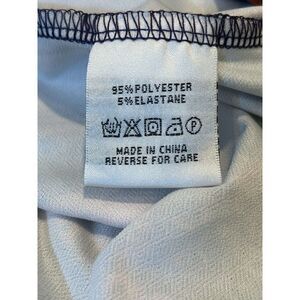 95%POLYESTER
5%ELASTANE
MADE IN CHINA
REVERSE FOR CARE